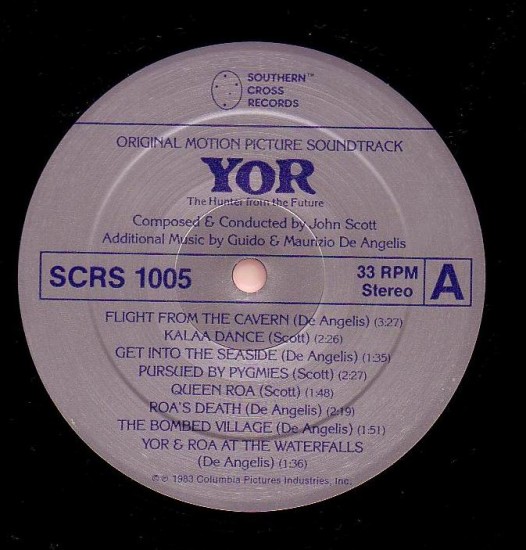 SOUTHERN™
CROSS
RECORDS
ORIGINAL MOTION PICTURE SOUNDTRACK
YOR
The Hunter from the Future
Composed & Conducted by John Scott
Additional Music by Guido & Maurizio De Angelis
SCRS 1005
33 RPM
Stereo
A
FLIGHT FROM THE CAVERN (De Angelis) (3:27)
KALAA DANCE (Scott) (2:26)
GET INTO THE SEASIDE (De Angelis) (1:35)
PURSUED BY PYGMIES (Scott) (2:27)
QUEEN ROA (Scott) (1:48)
ROA'S DEATH (De Angelis) (2:19)
THE BOMBED VILLAGE (De Angelis) (1:51)
YOR & ROA AT THE WATERFALLS
(De Angelis) (1:36)
©℗ 1983 Columbia Pictures Industries, Inc.